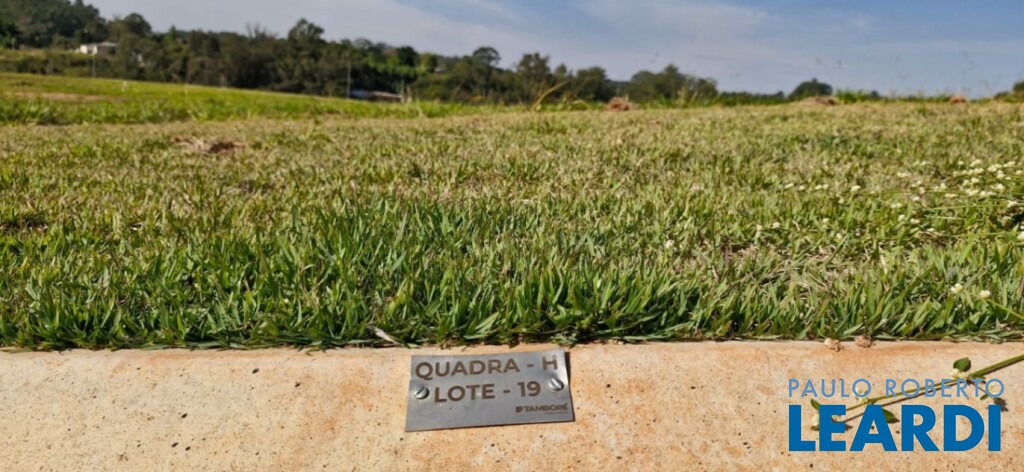 QUADRA - H
LOTE - 19
TAMBORÉ
PAULO ROBERTO
LEARDI